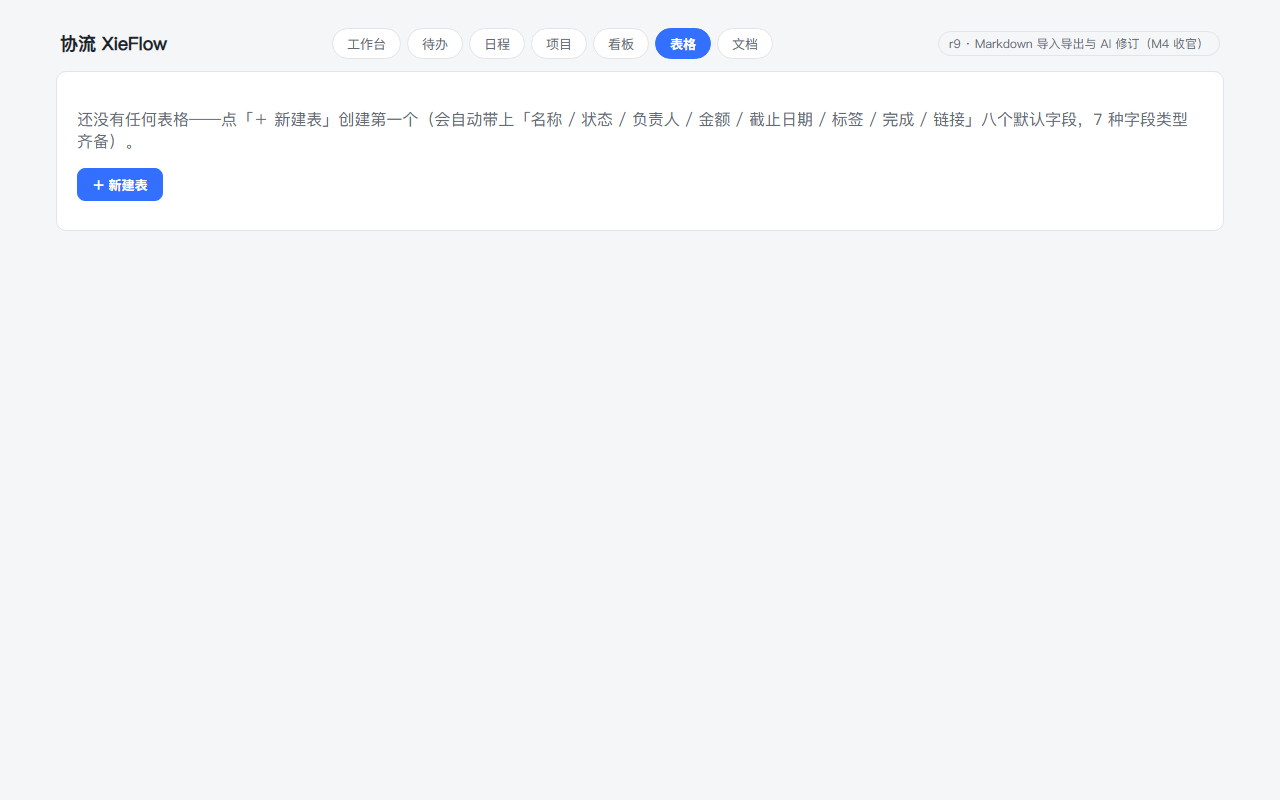 协流 XieFlow
工作台
待办
日程
项目
看板
表格
文档
r9 · Markdown 导入导出与 AI 修订（M4 收官）
还没有任何表格——点「＋ 新建表」创建第一个（会自动带上「名称 / 状态 / 负责人 / 金额 / 截止日期 / 标签 / 完成 / 链接」八个默认字段，7 种字段类型
齐备）。
＋ 新建表